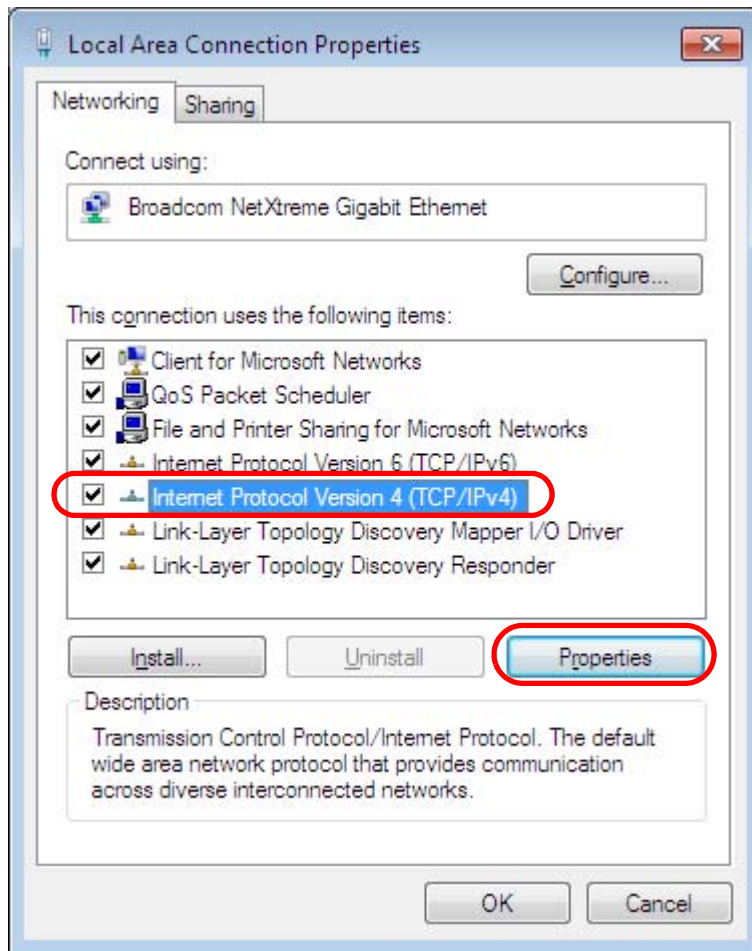 Local Area Connection Properties
Networking
Sharing
Connect using:
Broadcom NetXtreme Gigabit Ethernet
Configure...
This connection uses the following items:
Client for Microsoft Networks
QoS Packet Scheduler
File and Printer Sharing for Microsoft Networks
Internet Protocol Version 6 (TCP/IPv6)
Internet Protocol Version 4 (TCP/IPv4)
Link-Layer Topology Discovery Mapper I/O Driver
Link-Layer Topology Discovery Responder
Install...
Uninstall
Properties
Description
Transmission Control Protocol/Internet Protocol. The default
wide area network protocol that provides communication
across diverse interconnected networks.
OK
Cancel